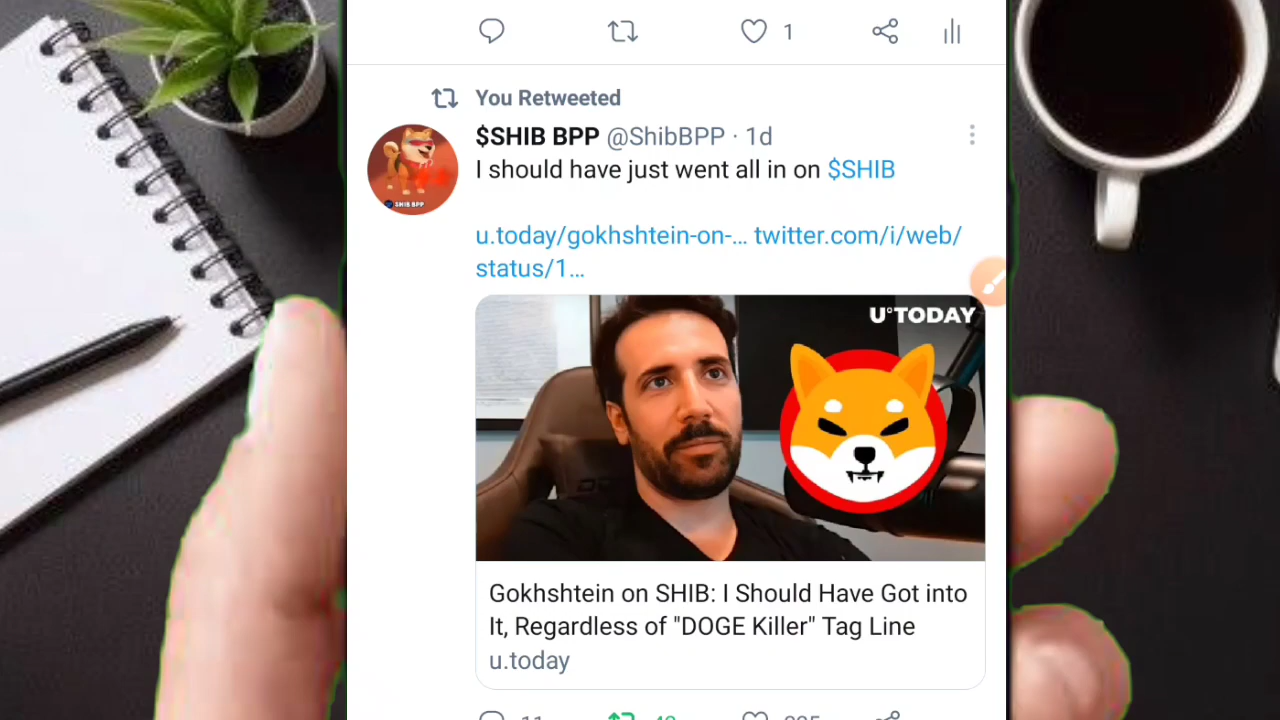 1
You Retweeted
$SHIB BPP @ShibBPP · 1d
I should have just went all in on $SHIB
u.today/gokhshtein-on-... twitter.com/i/web/
status/1...
SHIB BPP
U°TODAY
Gokhshtein on SHIB: I Should Have Got into
It, Regardless of "DOGE Killer" Tag Line
u.today